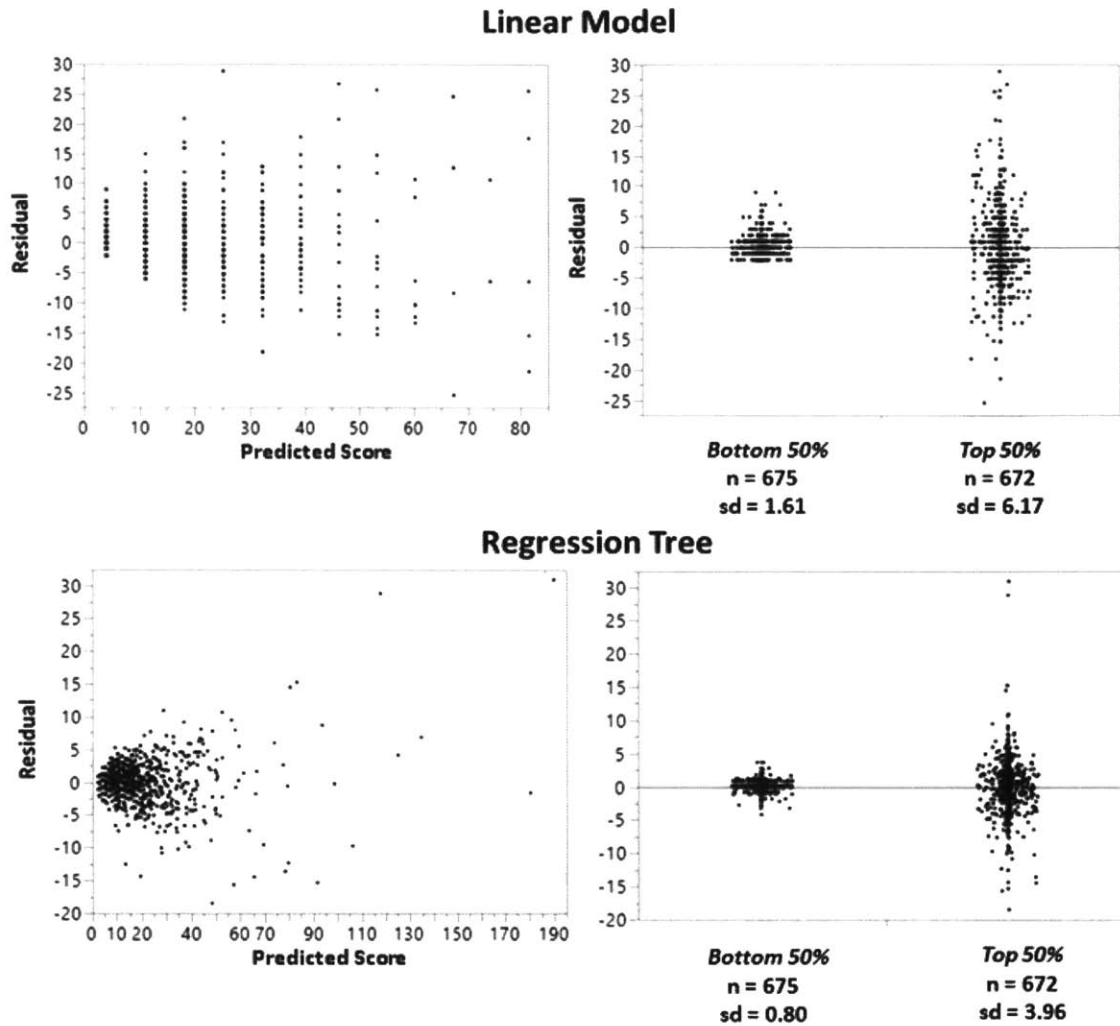 Linear Model
30
25
20
15
10
5
0
-5
-10
-15
-20
-25
Residual
0 10 20 30 40 50 60 70 80
Predicted Score
30
25
20
15
10
5
0
-5
-10
-15
-20
-25
Residual
Bottom 50% Top 50%
n = 675 n = 672
sd = 1.61 sd = 6.17
Regression Tree
30
25
20
15
10
5
0
-5
-10
-15
-20
Residual
0 10 20 30 40 50 60 70 90 110 130 150 170 190
Predicted Score
30
25
20
15
10
5
0
-5
-10
-15
-20
Residual
Bottom 50% Top 50%
n = 675 n = 672
sd = 0.80 sd = 3.96